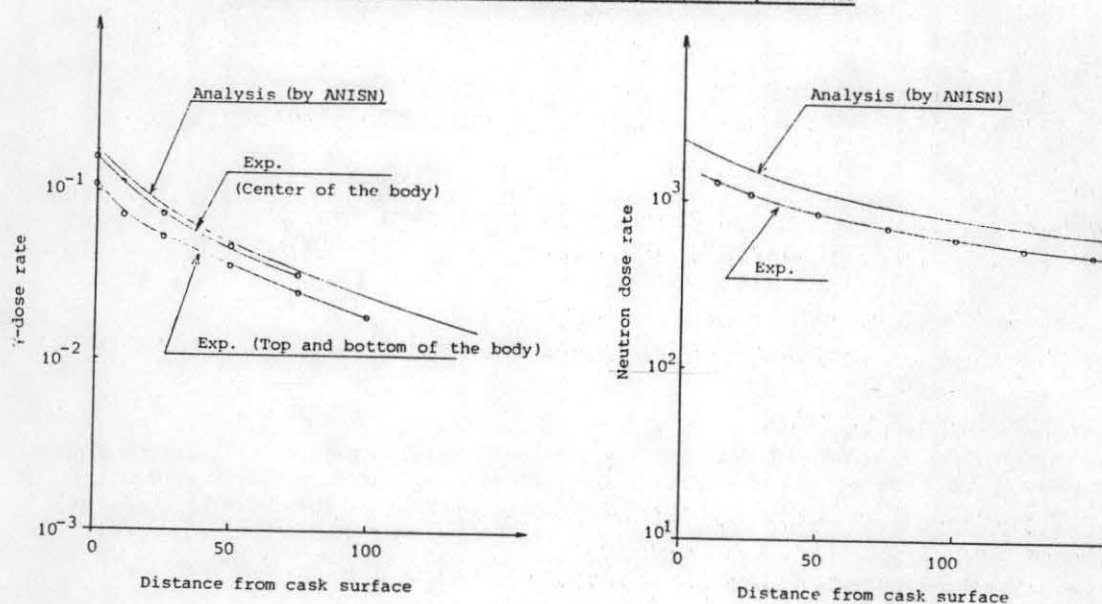 Analysis (by ANISN)
Exp.
(Center of the body)
10-1
γ-dose rate
Exp. (Top and bottom of the body)
10-2
10-3
0
50
100
Distance from cask surface
Analysis (by ANISN)
10³
Neutron dose rate
Exp.
10²
10¹
0
50
100
Distance from cask surface